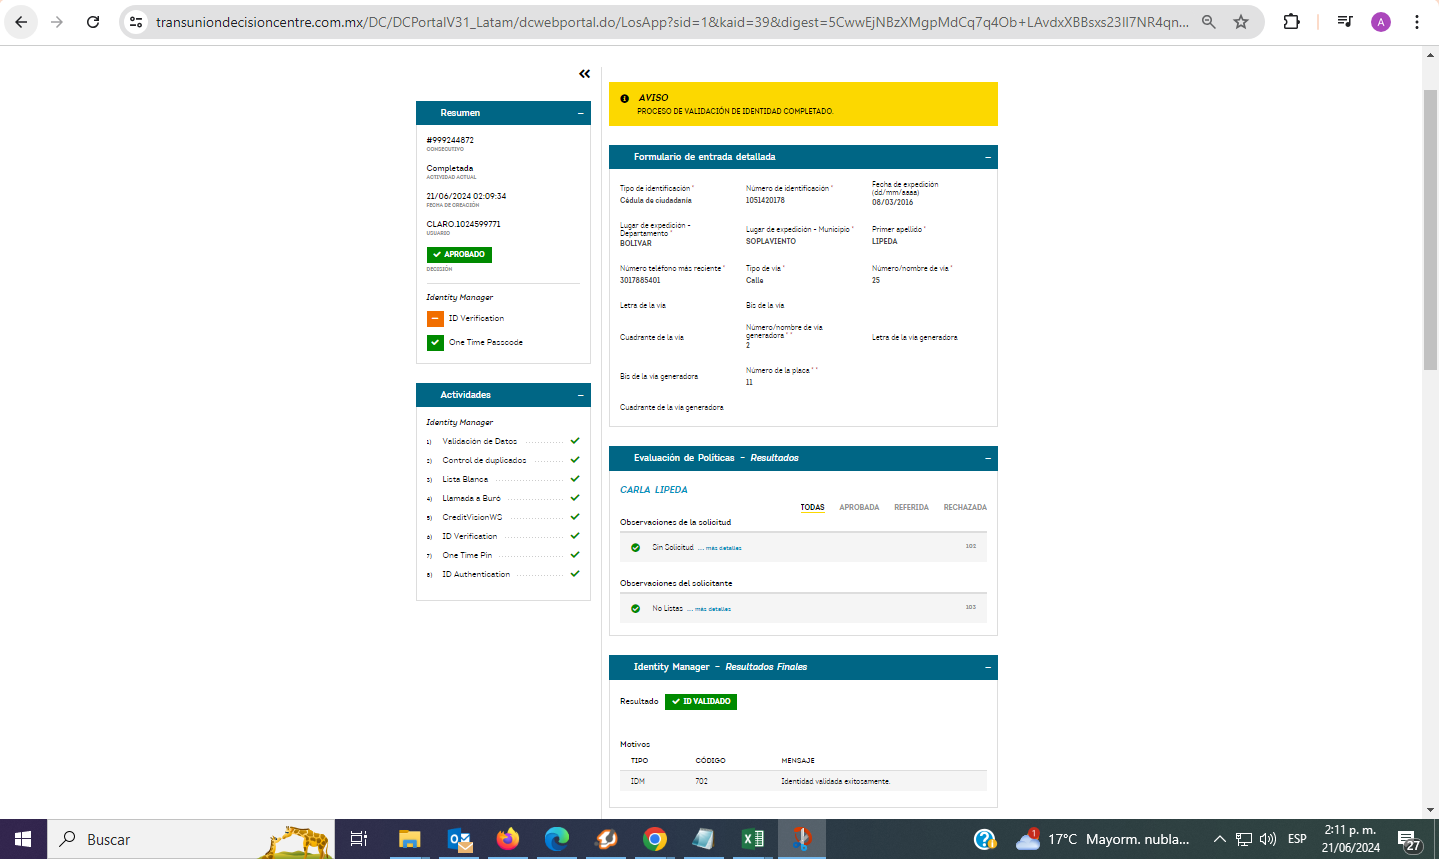 transuniondecisioncentre.com.mx/DC/DCPortalV31_Latam/dcwebportal.do/LosApp?sid=1&kaid=39&digest=5CwwEjNBzXMgpMdCq7q4Ob+LAvdxXBBsxs23Il7NR4qn...
A
Resumen
#999244872
CONSECUTIVO
Completada
ACTIVIDAD ACTUAL
21/06/2024 02:09:34
FECHA DE CREACIÓN
CLARO.1024599771
USUARIO
APROBADO
DECISIÓN
Identity Manager
ID Verification
One Time Passcode
Actividades
Identity Manager
1) Validación de Datos
2) Control de duplicados
3) Lista Blanca
4) Llamada a Buró
5) CreditVisionWS
6) ID Verification
7) One Time Pin
8) ID Authentication
AVISO
PROCESO DE VALIDACIÓN DE IDENTIDAD COMPLETADO.
Formulario de entrada detallada
Tipo de identificación * Número de identificación * Fecha de expedición (dd/mm/aaaa)
Cédula de ciudadanía 1051420178 08/03/2016
Lugar de expedición - Departamento * Lugar de expedición - Municipio * Primer apellido *
BOLIVAR SOPLAVIENTO LIPEDA
Número teléfono más reciente * Tipo de vía * Número/nombre de vía *
3017885401 Calle 25
Letra de la vía Bis de la vía
Cuadrante de la vía Número/nombre de vía generadora * * Letra de la vía generadora
2
Bis de la vía generadora Número de la placa * *
11
Cuadrante de la vía generadora
Evaluación de Políticas - Resultados
CARLA LIPEDA
TODAS APROBADA REFERIDA RECHAZADA
Observaciones de la solicitud
Sin Solicitud ... más detalles 102
Observaciones del solicitante
No Listas ... más detalles 103
Identity Manager - Resultados Finales
Resultado ID VALIDADO
Motivos
TIPO CÓDIGO MENSAJE
IDM 702 Identidad validada exitosamente.
Buscar
1
17°C Mayorm. nubla...
ESP
2:11 p. m.
21/06/2024
27